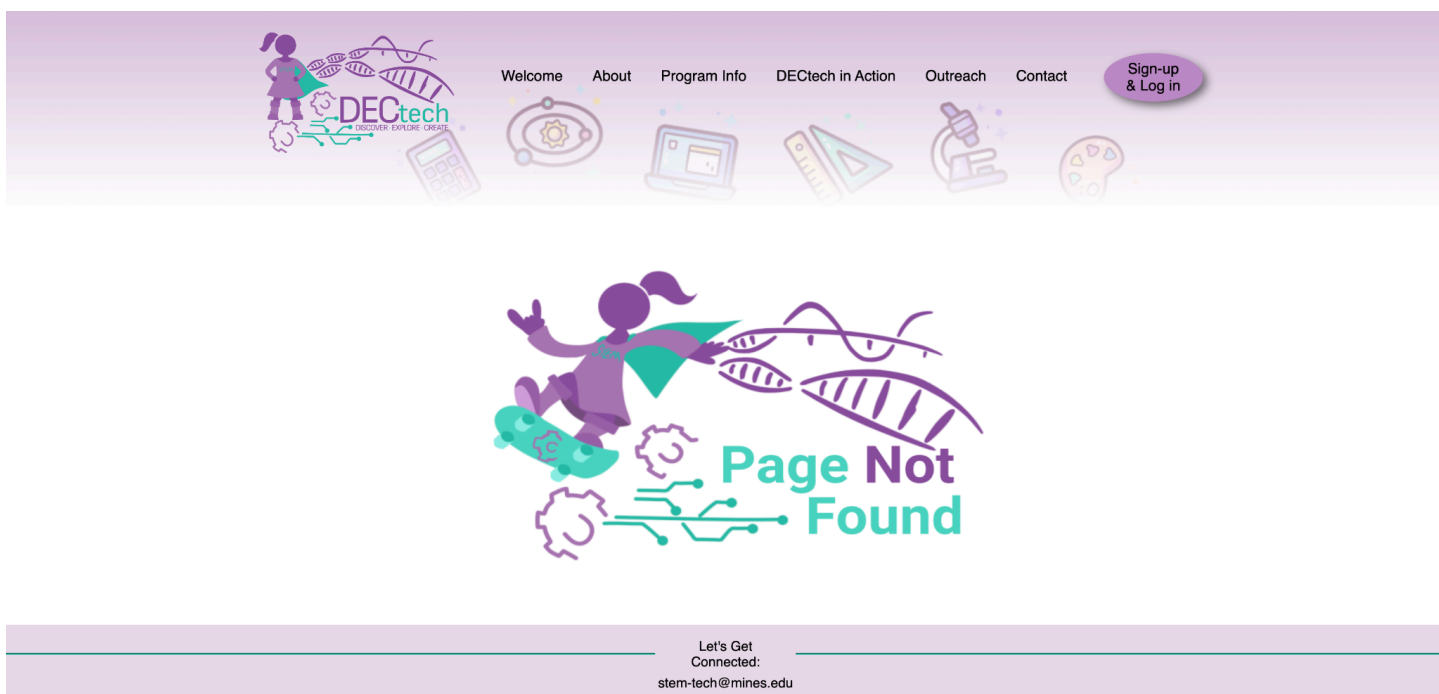 DECtech
DISCOVER · EXPLORE · CREATE
Welcome About Program Info DECtech in Action Outreach Contact
Sign-up
& Log in
Page Not
Found
Let's Get
Connected:
stem-tech@mines.edu